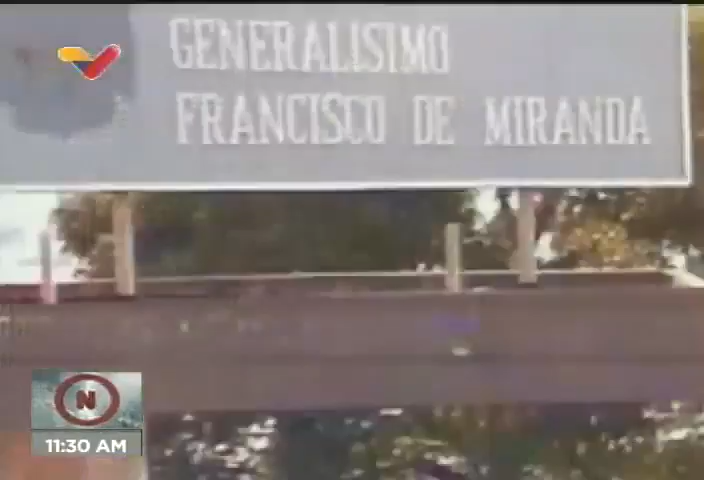 GENERALISIMO
FRANCISCO DE MIRANDA
N
11:30 AM